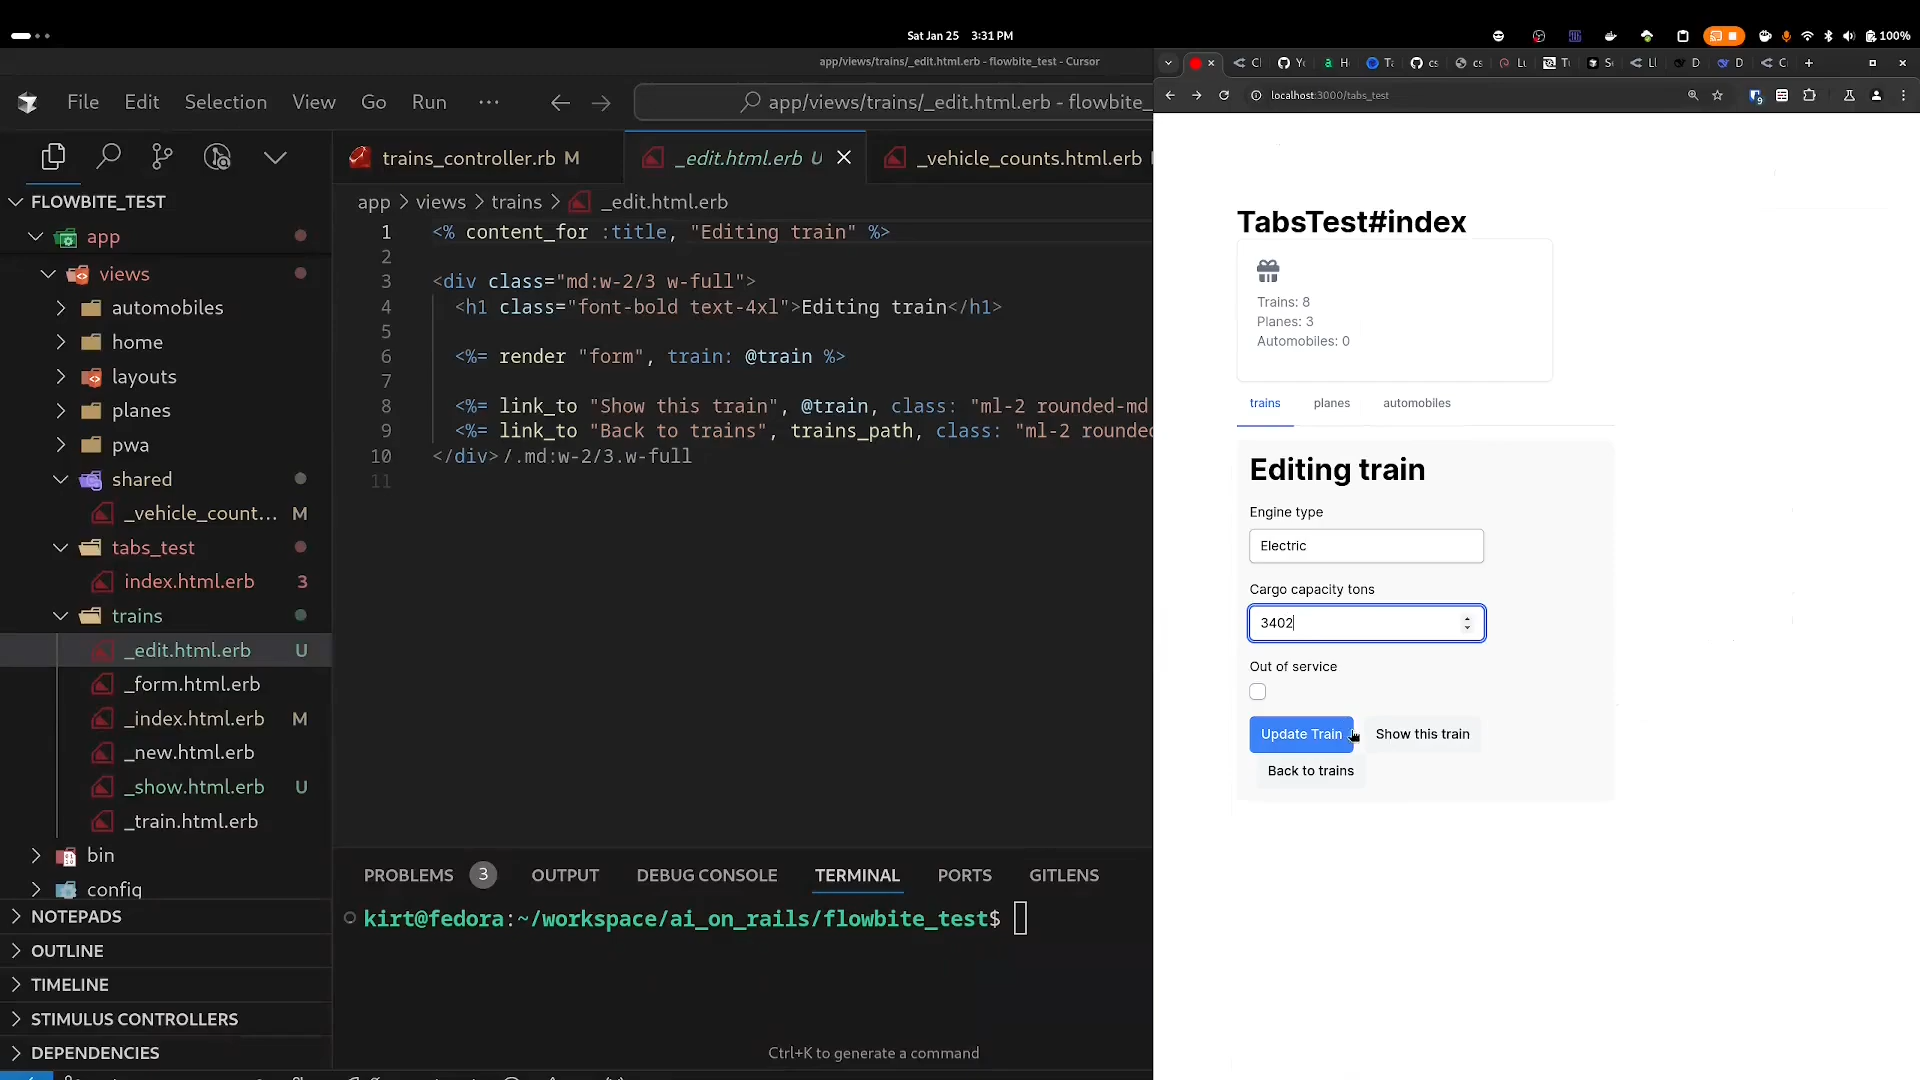 Sat Jan 25 3:31 PM
100%
app/views/trains/_edit.html.erb - flowbite_test - Cursor
File Edit Selection View Go Run ···
app/views/trains/_edit.html.erb - flowbite_
trains_controller.rb M
_edit.html.erb U
_vehicle_counts.html.erb
app > views > trains > _edit.html.erb
FLOWBITE_TEST
app
views
automobiles
home
layouts
planes
pwa
shared
_vehicle_count... M
tabs_test
index.html.erb 3
trains
_edit.html.erb U
_form.html.erb
_index.html.erb M
_new.html.erb
_show.html.erb U
_train.html.erb
bin
config
NOTEPADS
OUTLINE
TIMELINE
STIMULUS CONTROLLERS
DEPENDENCIES
1 <% content_for :title, "Editing train" %>
2
3 <div class="md:w-2/3 w-full">
4 <h1 class="font-bold text-4xl">Editing train</h1>
5
6 <%= render "form", train: @train %>
7
8 <%= link_to "Show this train", @train, class: "ml-2 rounded-md
9 <%= link_to "Back to trains", trains_path, class: "ml-2 rounded
10 </div> /.md:w-2/3.w-full
11
PROBLEMS 3 OUTPUT DEBUG CONSOLE TERMINAL PORTS GITLENS
kirt@fedora:~/workspace/ai_on_rails/flowbite_test$
Ctrl+K to generate a command
localhost:3000/tabs_test
TabsTest#index
Trains: 8
Planes: 3
Automobiles: 0
trains planes automobiles
Editing train
Engine type
Electric
Cargo capacity tons
3402
Out of service
Update Train Show this train
Back to trains